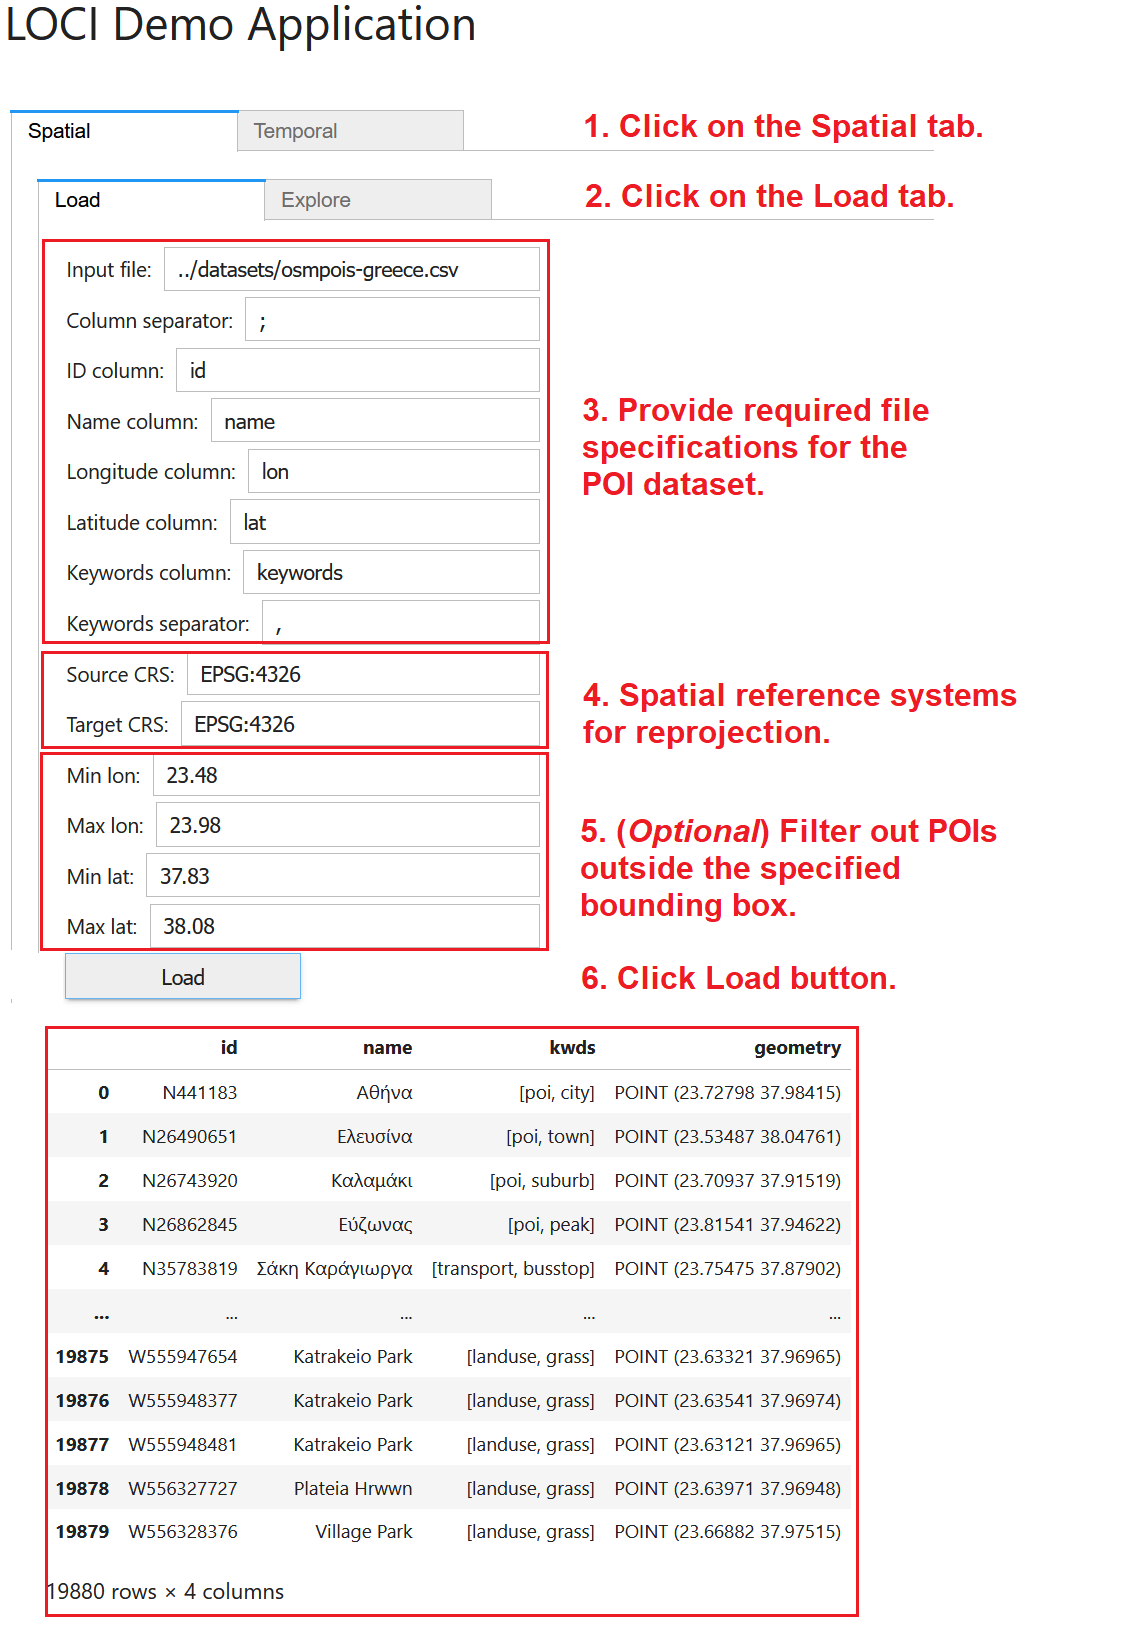 LOCI Demo Application
Spatial
Temporal
1. Click on the Spatial tab.
Load
Explore
2. Click on the Load tab.
Input file: ../datasets/osmpois-greece.csv
Column separator: ;
ID column: id
Name column: name
Longitude column: lon
Latitude column: lat
Keywords column: keywords
Keywords separator: ,
3. Provide required file
specifications for the
POI dataset.
Source CRS: EPSG:4326
Target CRS: EPSG:4326
4. Spatial reference systems
for reprojection.
Min lon: 23.48
Max lon: 23.98
Min lat: 37.83
Max lat: 38.08
5. (Optional) Filter out POIs
outside the specified
bounding box.
Load
6. Click Load button.
id name kwds geometry
0 N441183 Αθήνα [poi, city] POINT (23.72798 37.98415)
1 N26490651 Ελευσίνα [poi, town] POINT (23.53487 38.04761)
2 N26743920 Καλαμάκι [poi, suburb] POINT (23.70937 37.91519)
3 N26862845 Εύζωνας [poi, peak] POINT (23.81541 37.94622)
4 N35783819 Σάκη Καράγιωργα [transport, busstop] POINT (23.75475 37.87902)
... ... ... ... ...
19875 W555947654 Katrakeio Park [landuse, grass] POINT (23.63321 37.96965)
19876 W555948377 Katrakeio Park [landuse, grass] POINT (23.63541 37.96974)
19877 W555948481 Katrakeio Park [landuse, grass] POINT (23.63121 37.96965)
19878 W556327727 Plateia Hrwwn [landuse, grass] POINT (23.63971 37.96948)
19879 W556328376 Village Park [landuse, grass] POINT (23.66882 37.97515)
19880 rows × 4 columns